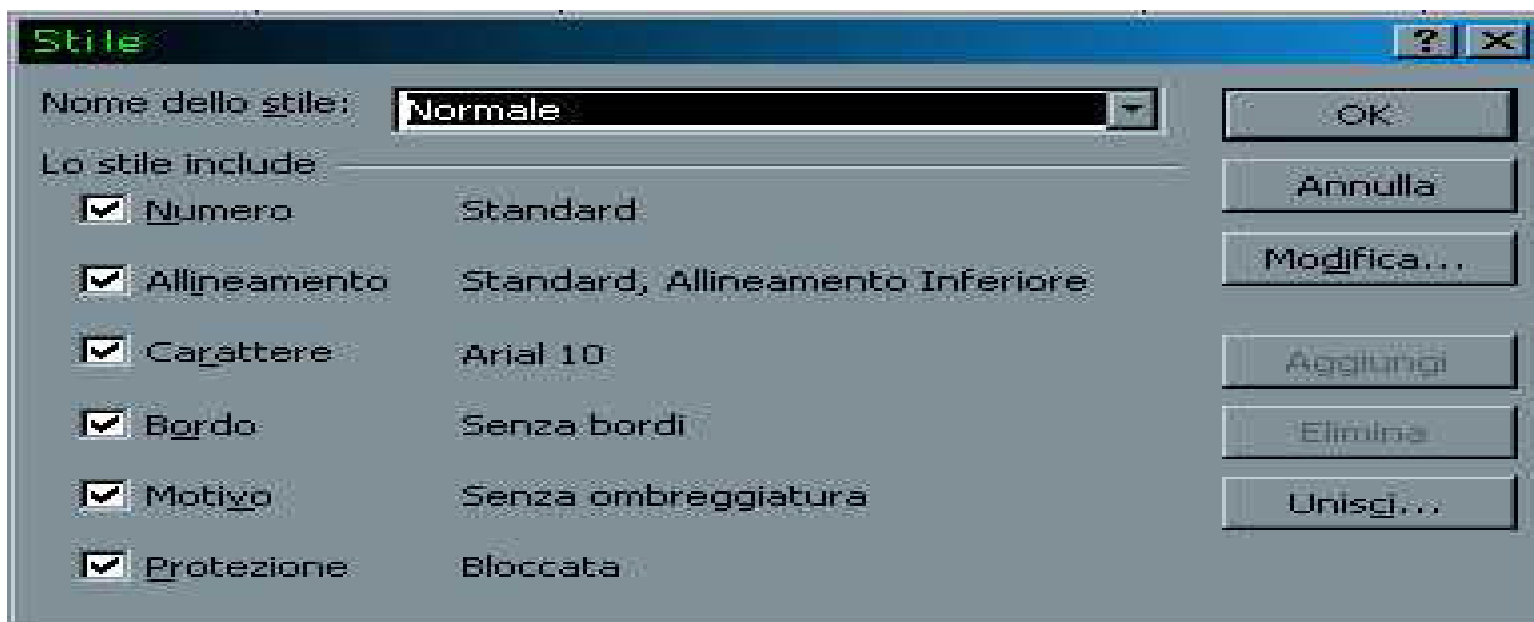 Stile
Nome dello stile: Normale
OK
Lo stile include
Annulla
Numero Standard
Modifica...
Allineamento Standard, Allineamento Inferiore
Carattere Arial 10
Aggiungi
Bordo Senza bordi
Elimina
Motivo Senza ombreggiatura
Unisci...
Protezione Bloccata